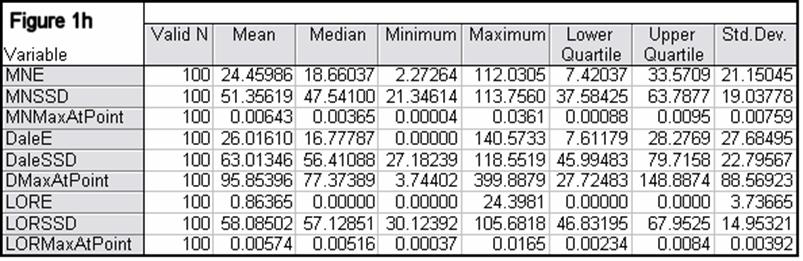 Figure 1h
Variable Valid N Mean Median Minimum Maximum Lower Quartile Upper Quartile Std.Dev.
MNE 100 24.45986 18.66037 2.27264 112.0305 7.42037 33.5709 21.15045
MNSSD 100 51.35619 47.54100 21.34614 113.7560 37.58425 63.7877 19.03778
MNMaxAtPoint 100 0.00643 0.00365 0.00004 0.0361 0.00088 0.0095 0.00759
DaleE 100 26.01610 16.77787 0.00000 140.5733 7.61179 28.2769 27.68495
DaleSSD 100 63.01346 56.41088 27.18239 118.5519 45.99483 79.7158 22.79567
DMaxAtPoint 100 95.85396 77.37389 3.74402 399.8879 27.72483 148.8874 88.56923
LORE 100 0.86365 0.00000 0.00000 24.3981 0.00000 0.0000 3.73665
LORSSD 100 58.08502 57.12851 30.12392 105.6818 46.83195 67.9525 14.95321
LORMaxAtPoint 100 0.00574 0.00516 0.00037 0.0165 0.00234 0.0084 0.00392